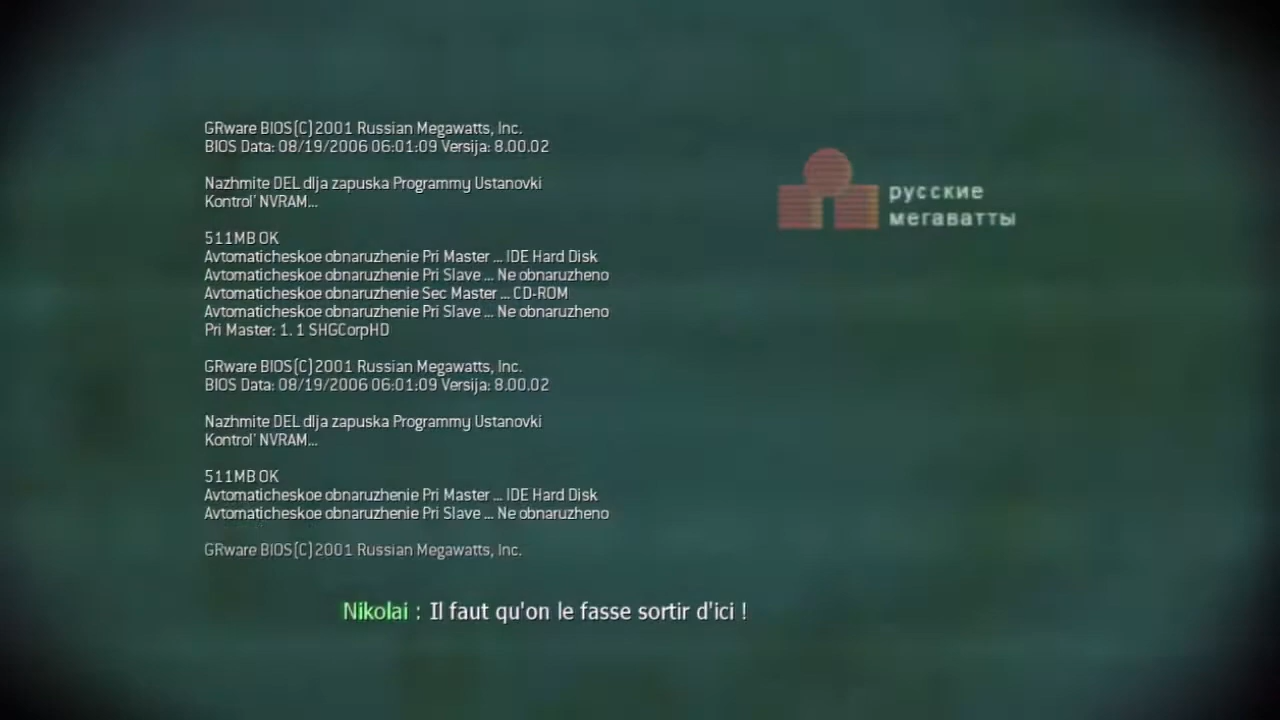 GRware BIOS(C)2001 Russian Megawatts, Inc.
BIOS Data: 08/19/2006 06:01:09 Versija: 8.00.02
Nazhmite DEL dlja zapuska Programmy Ustanovki
Kontrol' NVRAM...
511MB OK
Avtomaticheskoe obnaruzhenie Pri Master ... IDE Hard Disk
Avtomaticheskoe obnaruzhenie Pri Slave ... Ne obnaruzheno
Avtomaticheskoe obnaruzhenie Sec Master ... CD-ROM
Avtomaticheskoe obnaruzhenie Pri Slave ... Ne obnaruzheno
Pri Master: 1. 1 SHGCorpHD
GRware BIOS(C)2001 Russian Megawatts, Inc.
BIOS Data: 08/19/2006 06:01:09 Versija: 8.00.02
Nazhmite DEL dlja zapuska Programmy Ustanovki
Kontrol' NVRAM...
511MB OK
Avtomaticheskoe obnaruzhenie Pri Master ... IDE Hard Disk
Avtomaticheskoe obnaruzhenie Pri Slave ... Ne obnaruzheno
GRware BIOS(C)2001 Russian Megawatts, Inc.
русские
мегаватты
Nikolai : Il faut qu'on le fasse sortir d'ici !